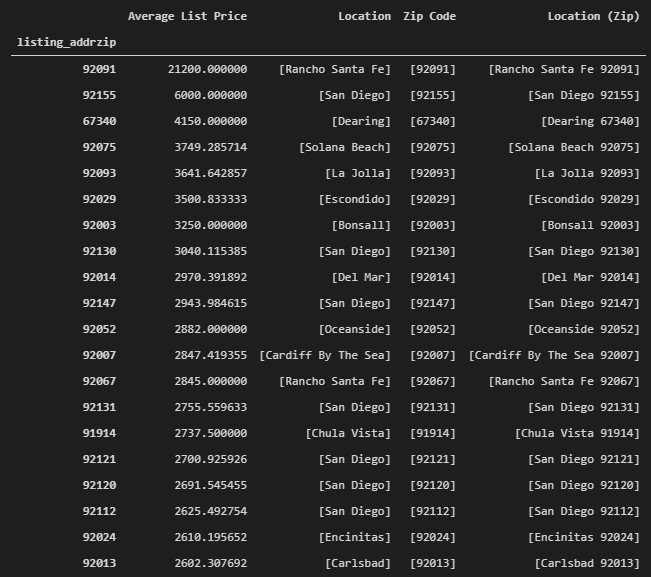 Average List Price Location Zip Code Location (Zip)
listing_addrzip
92091 21200.000000 [Rancho Santa Fe] [92091] [Rancho Santa Fe 92091]
92155 6000.000000 [San Diego] [92155] [San Diego 92155]
67340 4150.000000 [Dearing] [67340] [Dearing 67340]
92075 3749.285714 [Solana Beach] [92075] [Solana Beach 92075]
92093 3641.642857 [La Jolla] [92093] [La Jolla 92093]
92029 3500.833333 [Escondido] [92029] [Escondido 92029]
92003 3250.000000 [Bonsall] [92003] [Bonsall 92003]
92130 3040.115385 [San Diego] [92130] [San Diego 92130]
92014 2970.391892 [Del Mar] [92014] [Del Mar 92014]
92147 2943.984615 [San Diego] [92147] [San Diego 92147]
92052 2882.000000 [Oceanside] [92052] [Oceanside 92052]
92007 2847.419355 [Cardiff By The Sea] [92007] [Cardiff By The Sea 92007]
92067 2845.000000 [Rancho Santa Fe] [92067] [Rancho Santa Fe 92067]
92131 2755.559633 [San Diego] [92131] [San Diego 92131]
91914 2737.500000 [Chula Vista] [91914] [Chula Vista 91914]
92121 2700.925926 [San Diego] [92121] [San Diego 92121]
92120 2691.545455 [San Diego] [92120] [San Diego 92120]
92112 2625.492754 [San Diego] [92112] [San Diego 92112]
92024 2610.195652 [Encinitas] [92024] [Encinitas 92024]
92013 2602.307692 [Carlsbad] [92013] [Carlsbad 92013]